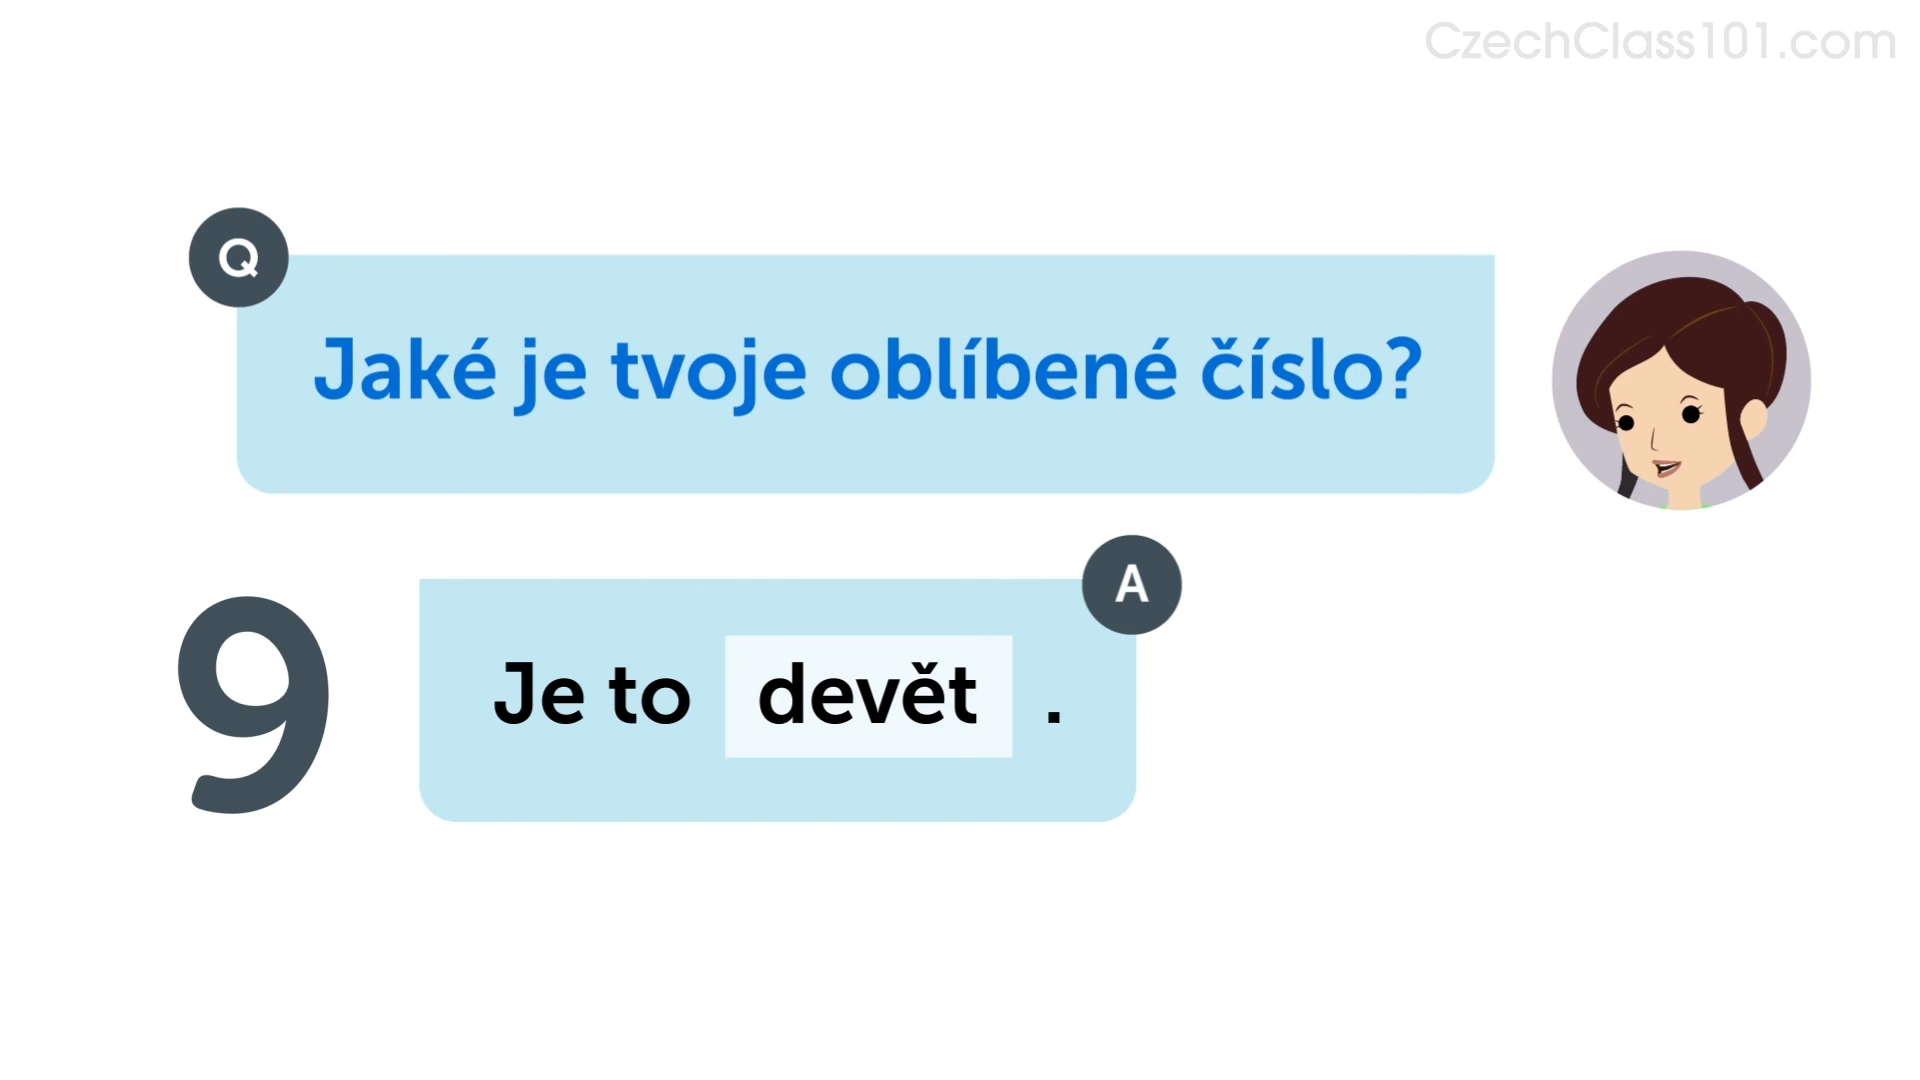 CzechClass101.com
Q
Jaké je tvoje oblíbené číslo?
A
9
Je to devět .